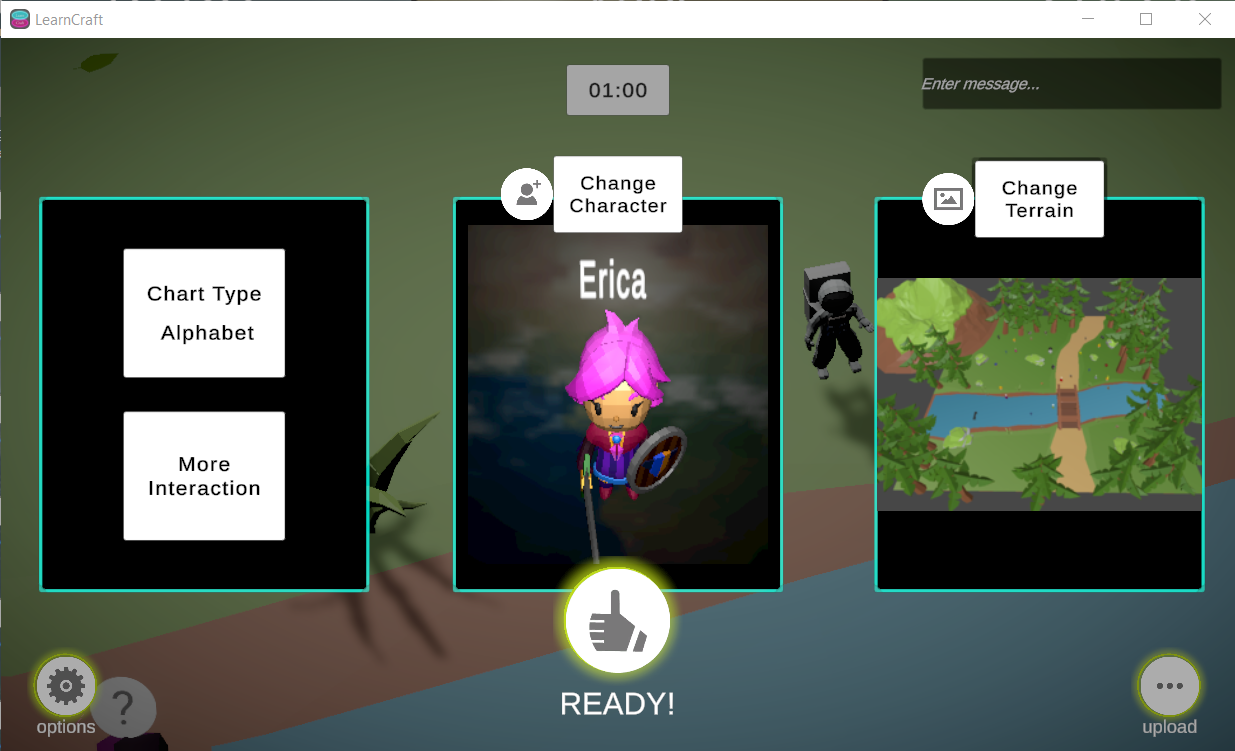 LearnCraft
01:00
Enter message...
Change
Character
Change
Terrain
Chart Type
Alphabet
Erica
More
Interaction
?
READY!
options
upload